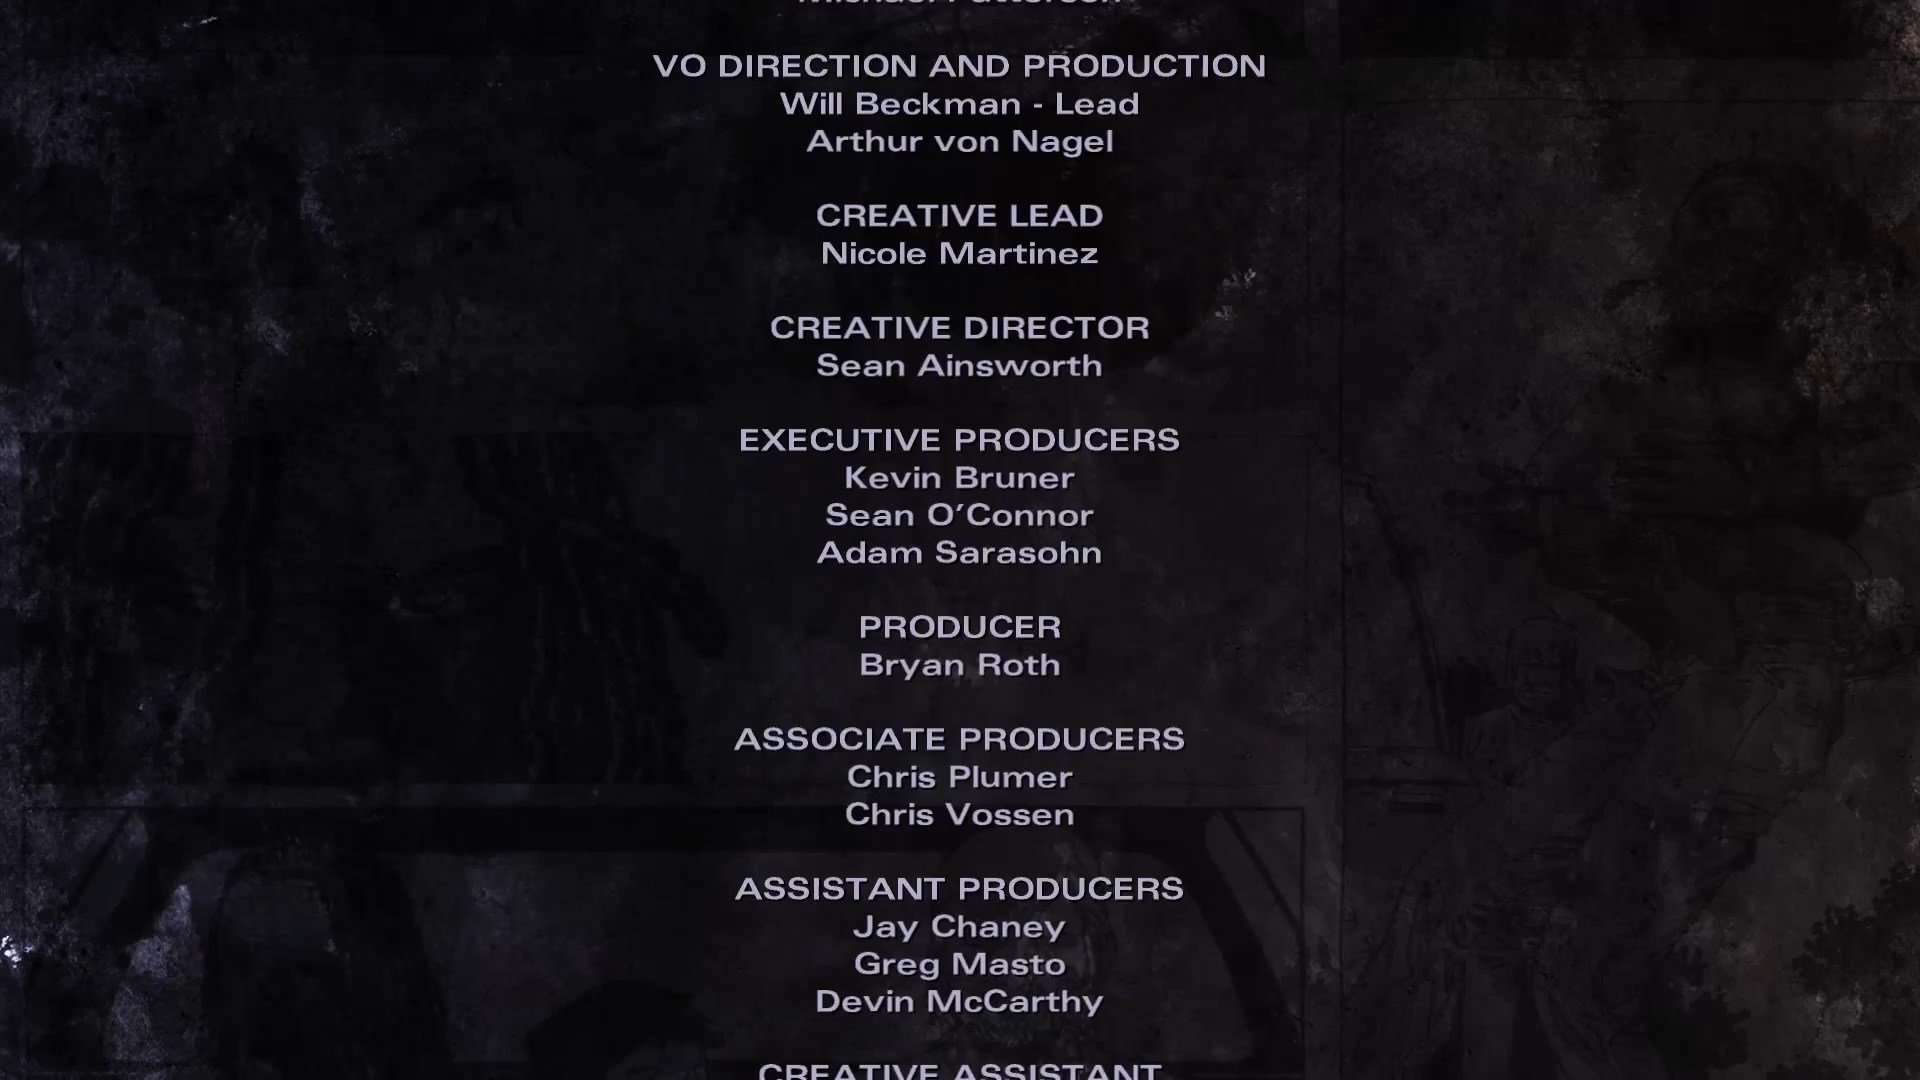 VO DIRECTION AND PRODUCTION
Will Beckman - Lead
Arthur von Nagel
CREATIVE LEAD
Nicole Martinez
CREATIVE DIRECTOR
Sean Ainsworth
EXECUTIVE PRODUCERS
Kevin Bruner
Sean O’Connor
Adam Sarasohn
PRODUCER
Bryan Roth
ASSOCIATE PRODUCERS
Chris Plumer
Chris Vossen
ASSISTANT PRODUCERS
Jay Chaney
Greg Masto
Devin McCarthy
CREATIVE ASSISTANT